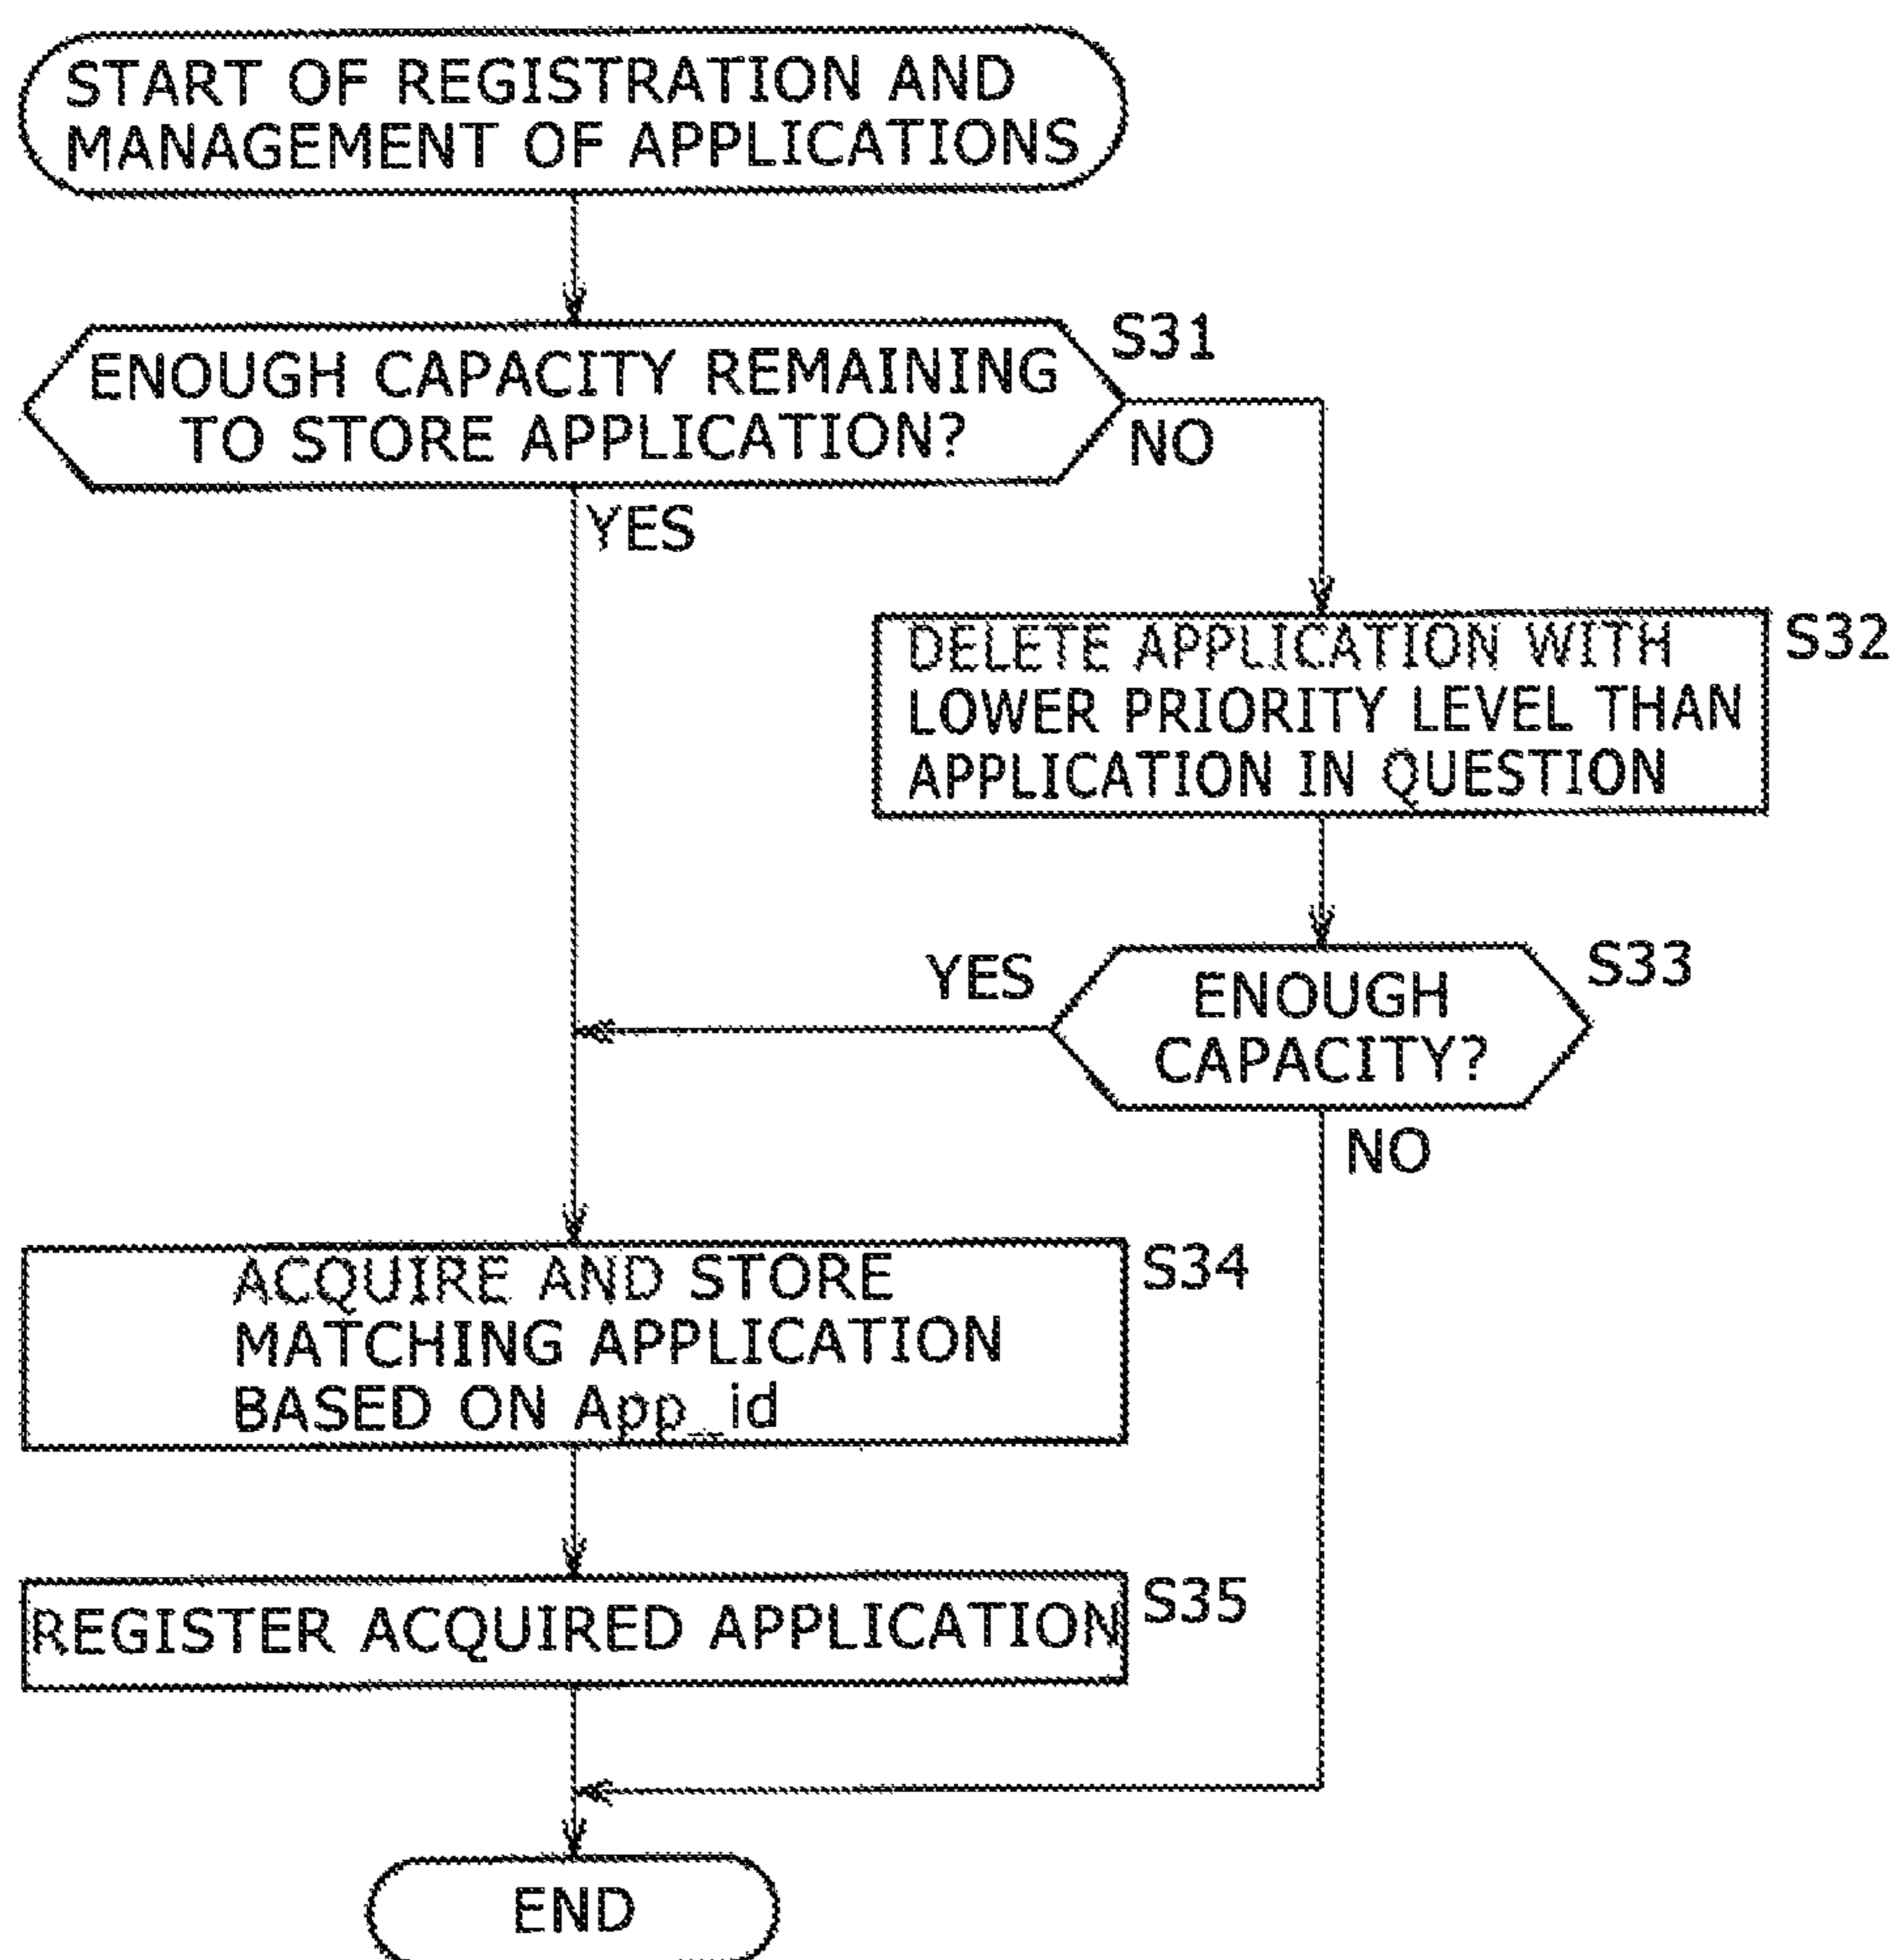 START OF REGISTRATION AND
MANAGEMENT OF APPLICATIONS
ENOUGH CAPACITY REMAINING
TO STORE APPLICATION?
S31
NO
YES
DELETE APPLICATION WITH
LOWER PRIORITY LEVEL THAN
APPLICATION IN QUESTION
S32
YES
ENOUGH
CAPACITY?
S33
NO
ACQUIRE AND STORE
MATCHING APPLICATION
BASED ON App_id
S34
REGISTER ACQUIRED APPLICATION
S35
END